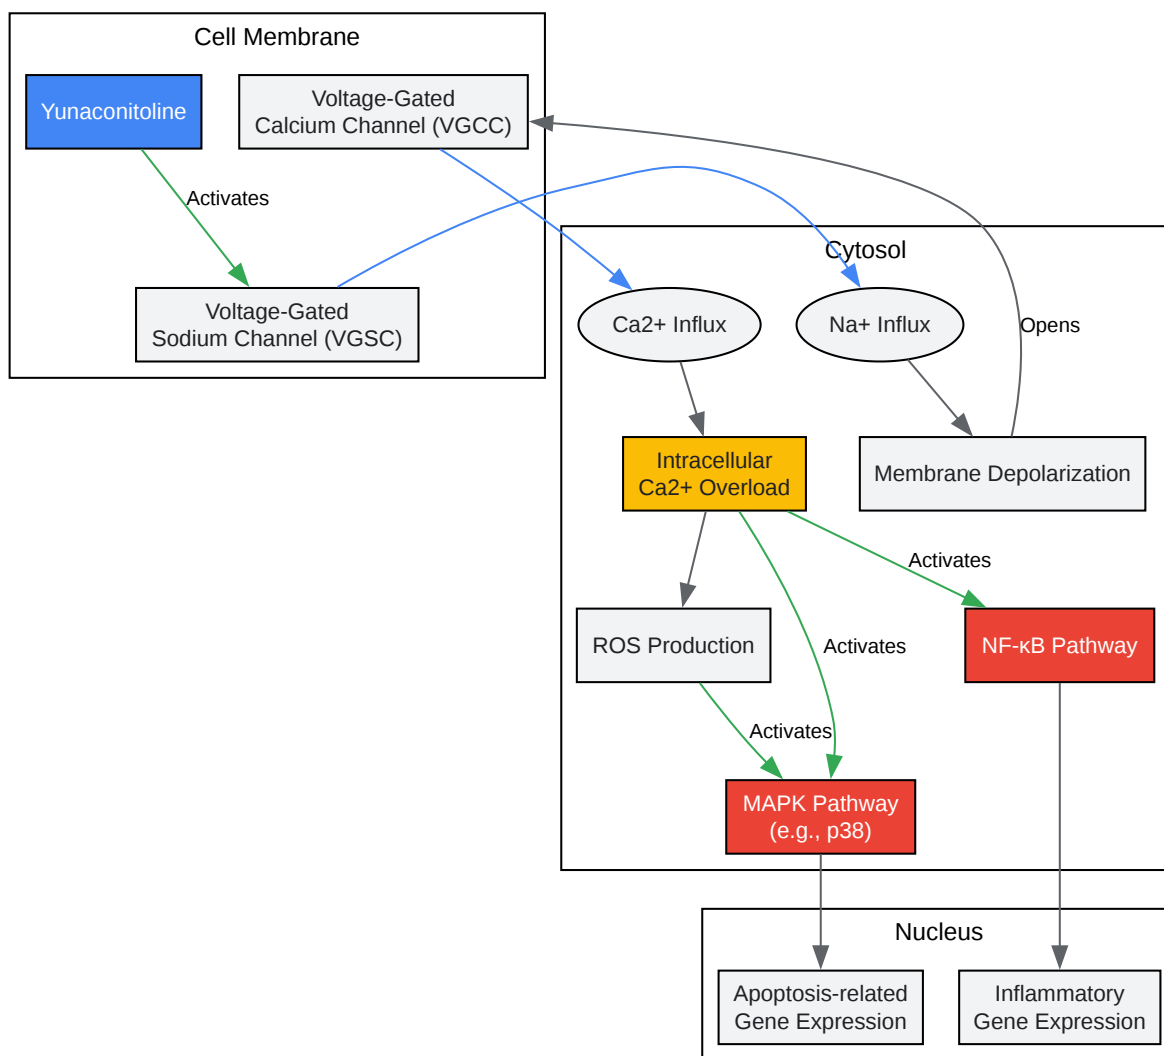 Cell Membrane
Yunaconitoline
Voltage-Gated
Calcium Channel (VGCC)
Activates
Voltage-Gated
Sodium Channel (VGSC)
Cytosol
Ca2+ Influx
Na+ Influx
Opens
Intracellular
Ca2+ Overload
Membrane Depolarization
Activates
ROS Production
Activates
NF-κB Pathway
Activates
MAPK Pathway
(e.g., p38)
Nucleus
Apoptosis-related
Gene Expression
Inflammatory
Gene Expression